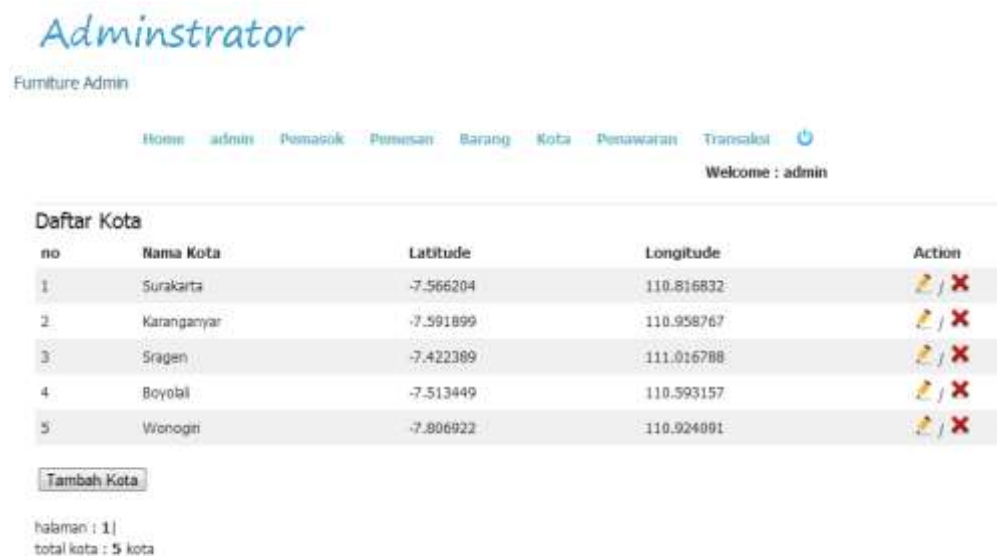 Adminstrator
Furniture Admin
Home admin Pemasok Pemesan Barang Kota Penawaran Transaksi
Welcome : admin
Daftar Kota
no Nama Kota Latitude Longitude Action
1 Surakarta -7.566204 110.816832 /
2 Karanganyar -7.591899 110.958767 /
3 Sragen -7.422389 111.016788 /
4 Boyolali -7.513449 110.593157 /
5 Wonogiri -7.806922 110.924091 /
Tambah Kota
halaman : 1|
total kota : 5 kota